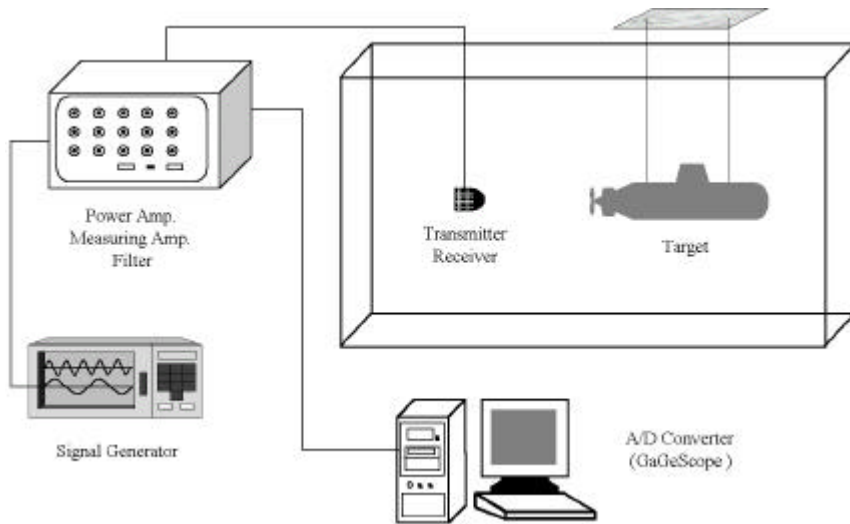 Power Amp.
Measuring Amp.
Filter
Transmitter
Receiver
Target
Signal Generator
A/D Converter
(GaGeScope )